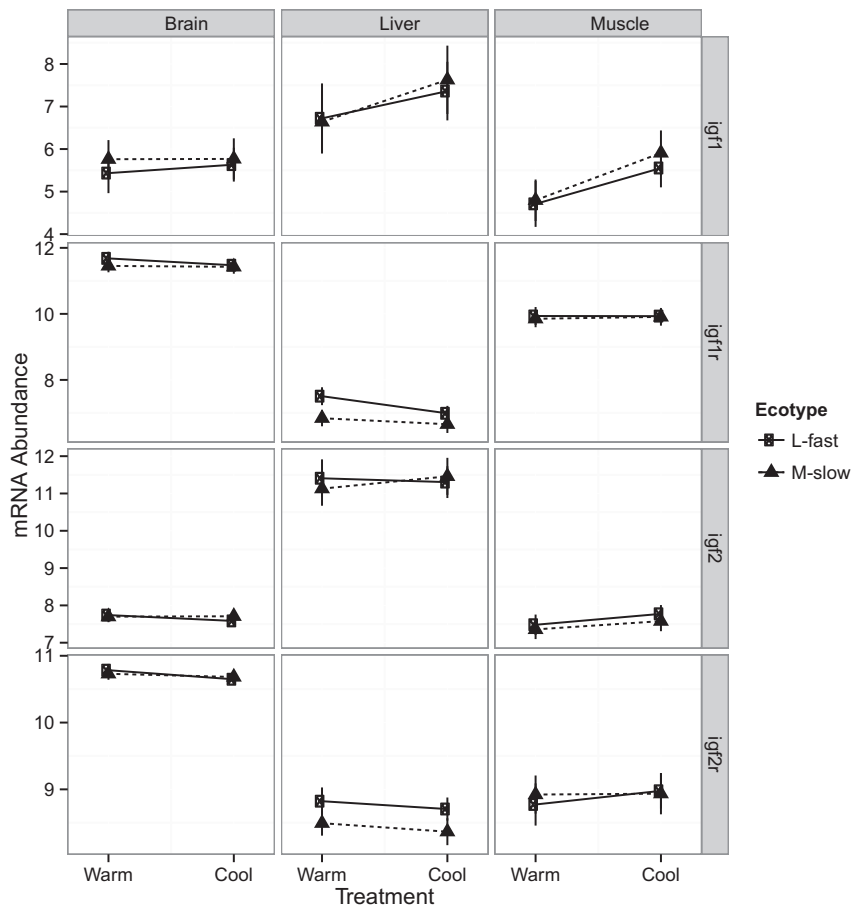 Brain Liver Muscle
8
7
6
5
4
igf1
12
10
8
igf1r
mRNA Abundance
Ecotype
L-fast
M-slow
12
11
10
9
8
7
igf2
11
10
9
igf2r
Warm Cool Warm Cool Warm Cool
Treatment